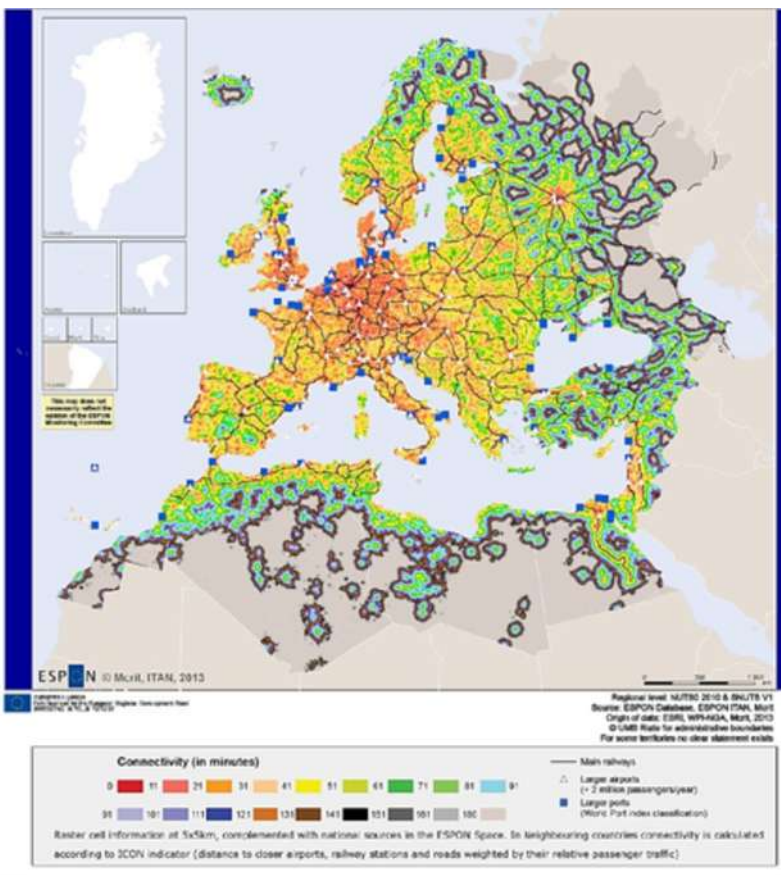 This map does not
necessarily reflect the
opinion of the ESPON
Monitoring Committee
ESPON © Mcrit, ITAN, 2013
Regional level: NUTS0 2010 & SNUTS V1
Source: ESPON Database, ESPON ITAN, Mcrit
Origin of data: ESRI, WPI-NGA, Mcrit, 2013
© UMS Riate for administrative boundaries
For some territories no clear statement exists
Connectivity (in minutes)
0 11 21 31 41 51 61 71 81 91
91 101 111 121 131 141 151 161 180
Main railways
Larger airports
(+ 2 million passengers/year)
Larger ports
(World Port Index classification)
Raster cell information at 5x5km, complemented with national sources in the ESPON Space. In Neighbouring countries connectivity is calculated
according to ICON indicator (distance to closer airports, railway stations and roads weighted by their relative passenger traffic)